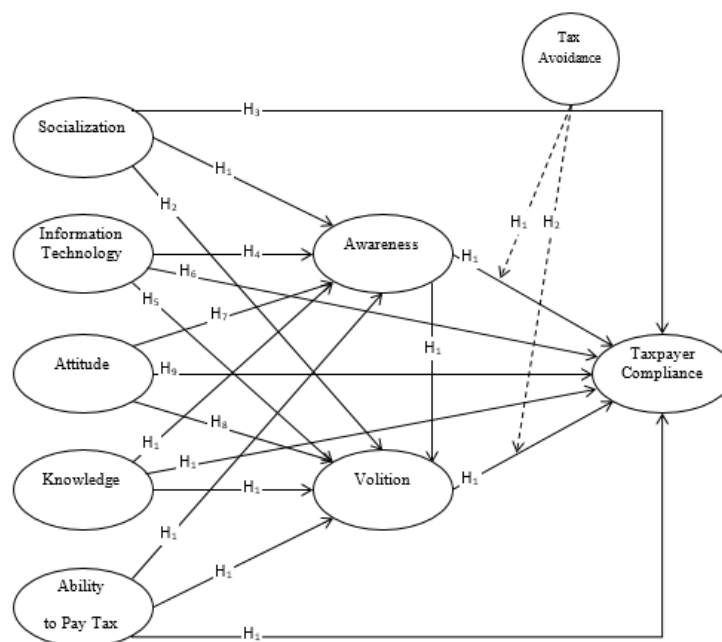 Tax
Avoidance
H₃
Socialization
H₁
H₂
H₁
H₂
Information
Technology
H₄
Awareness
H₁
H₆
H₅
H₇
H₁
Attitude
H₉
Taxpayer
Compliance
H₈
H₁
H₁
Knowledge
H₁
Volition
H₁
H₁
H₁
Ability
to Pay Tax
H₁